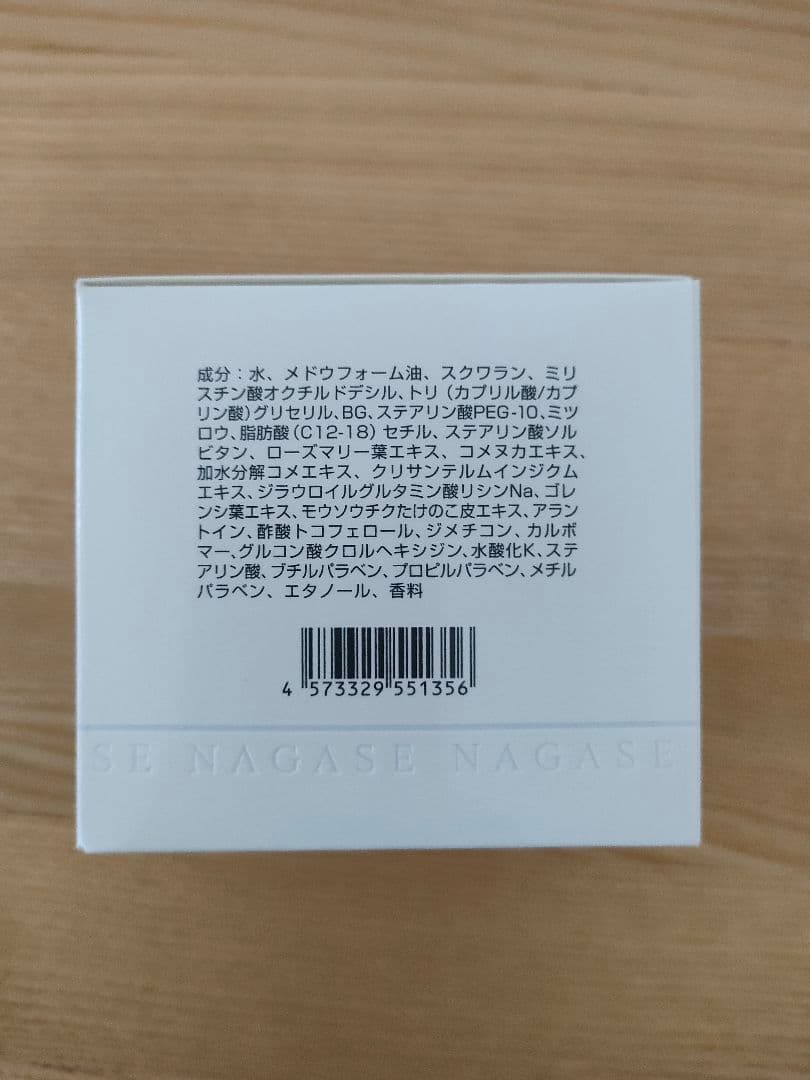 成分：水、メドウフォーム油、スクワラン、ミリ
スチン酸オクチルドデシル、トリ（カプリル酸/カプ
リン酸）グリセリル、BG、ステアリン酸PEG-10、ミツ
ロウ、脂肪酸（C12-18）セチル、ステアリン酸ソル
ビタン、ローズマリー葉エキス、コメヌカエキス、
加水分解コメエキス、クリサンテルムインジクム
エキス、ジラウロイルグルタミン酸リシンNa、ゴレ
ンシ葉エキス、モウソウチクたけのこ皮エキス、アラン
トイン、酢酸トコフェロール、ジメチコン、カルボ
マー、グルコン酸クロルヘキシジン、水酸化K、ステ
アリン酸、ブチルパラベン、プロピルパラベン、メチル
パラベン、エタノール、香料
4 573329 551356
SE NAGASE NAGASE